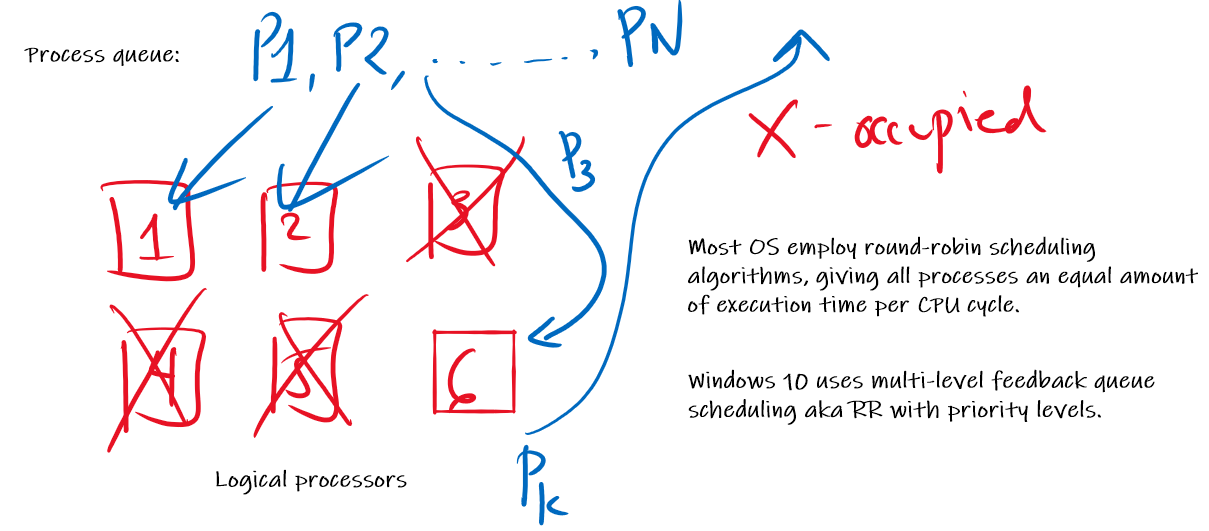 Process queue:
P1, P2, ........, PN
X - occupied
P3
1 2 3
4 5 6
Most OS employ round-robin scheduling
algorithms, giving all processes an equal amount
of execution time per CPU cycle.
Windows 10 uses multi-level feedback queue
scheduling aka RR with priority levels.
Logical processors
Pk